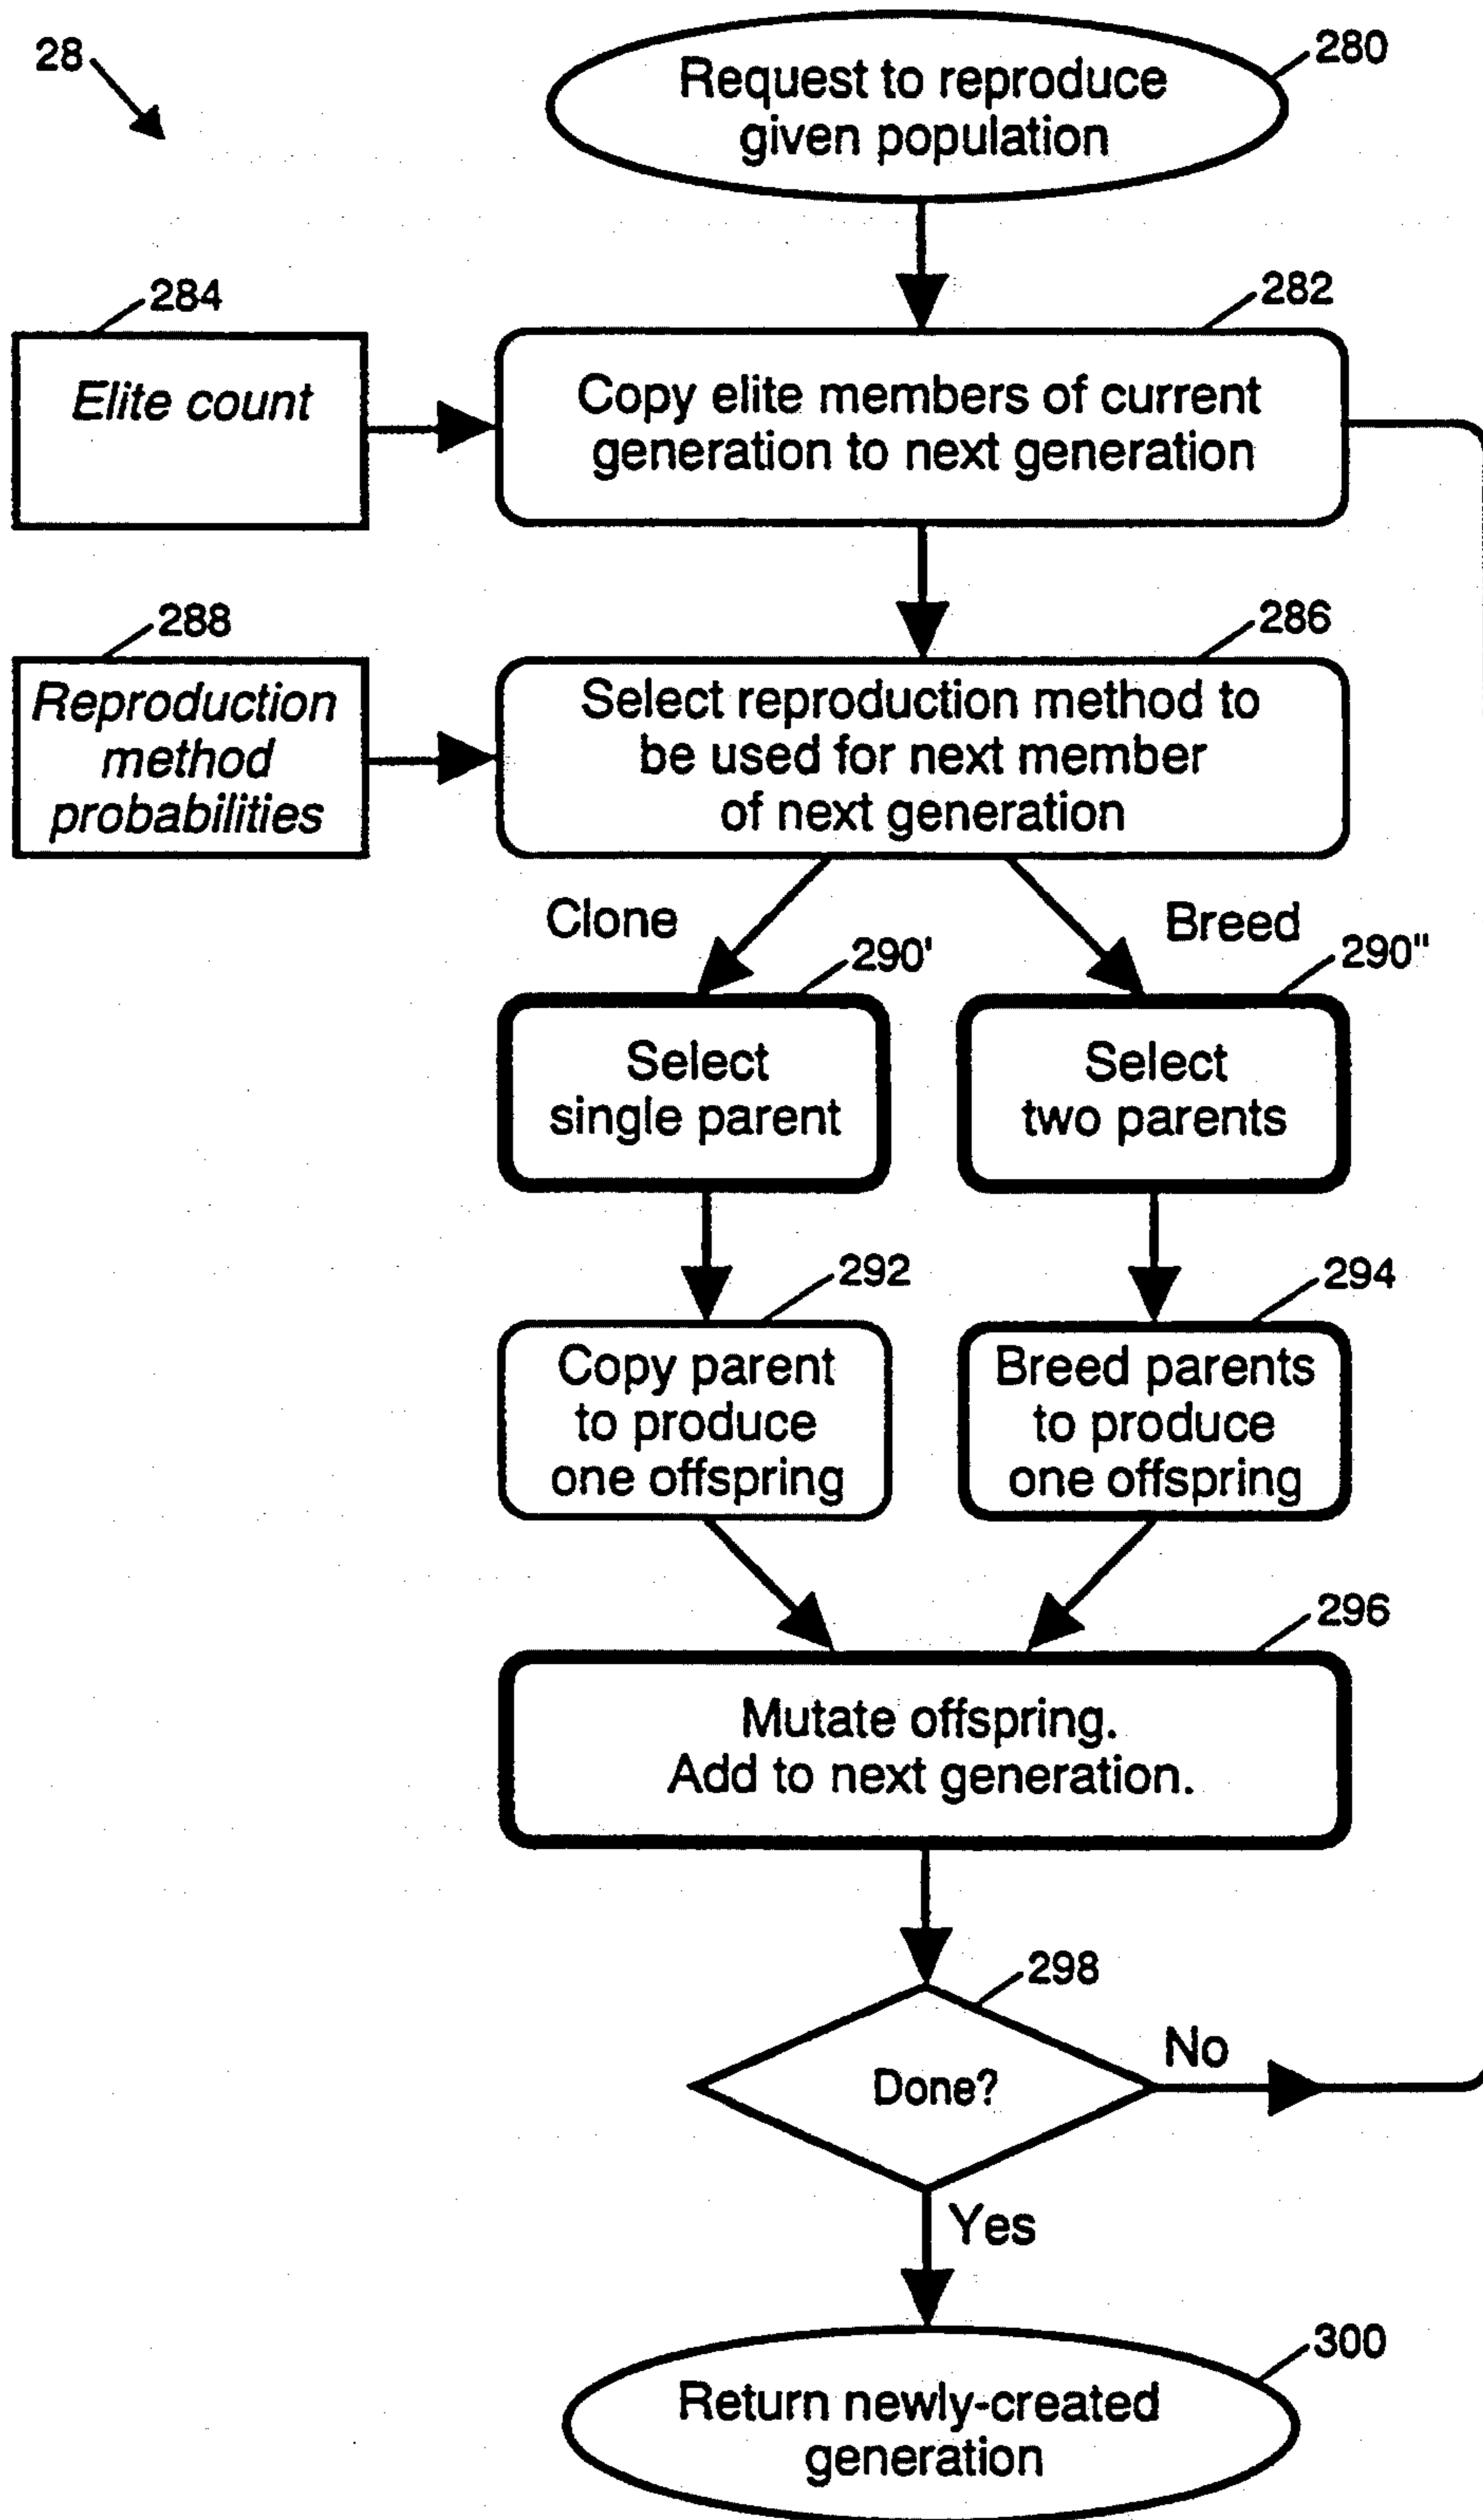 28
280
Request to reproduce
given population
284
282
Elite count
Copy elite members of current
generation to next generation
288
286
Reproduction
method
probabilities
Select reproduction method to
be used for next member
of next generation
Clone
Breed
290'
290"
Select
single parent
Select
two parents
292
294
Copy parent
to produce
one offspring
Breed parents
to produce
one offspring
296
Mutate offspring.
Add to next generation.
298
Done?
No
Yes
300
Return newly-created
generation